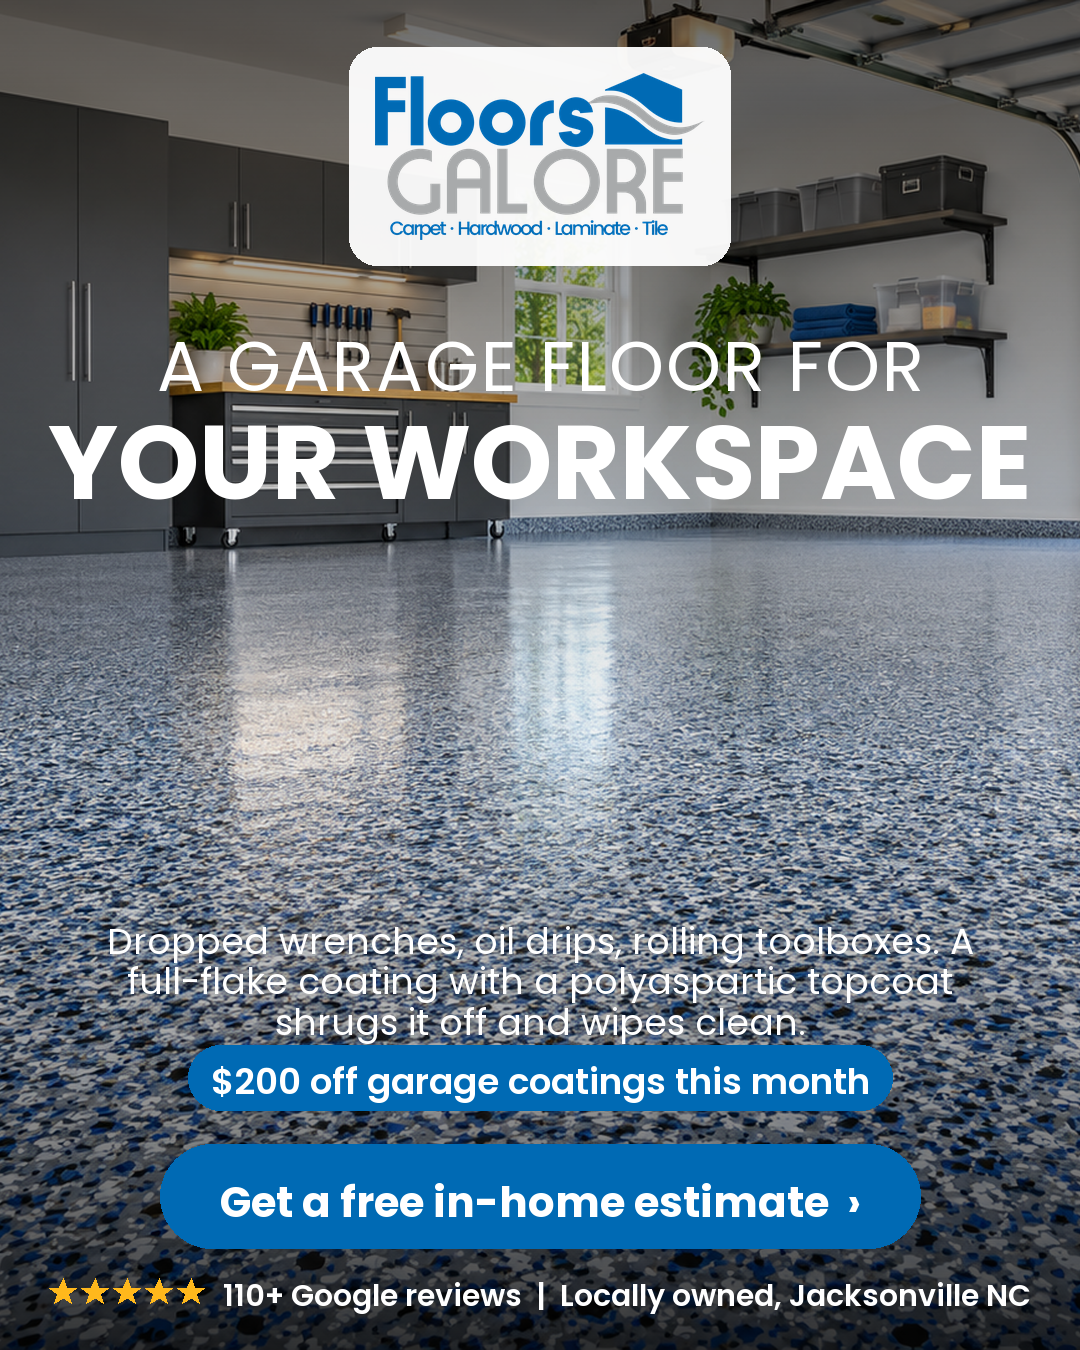 Floors
GALORE
Carpet · Hardwood · Laminate · Tile
A GARAGE FLOOR FOR
YOUR WORKSPACE
Dropped wrenches, oil drips, rolling toolboxes. A
full-flake coating with a polyaspartic topcoat
shrugs it off and wipes clean.
$200 off garage coatings this month
Get a free in-home estimate ›
★★★★★ 110+ Google reviews | Locally owned, Jacksonville NC